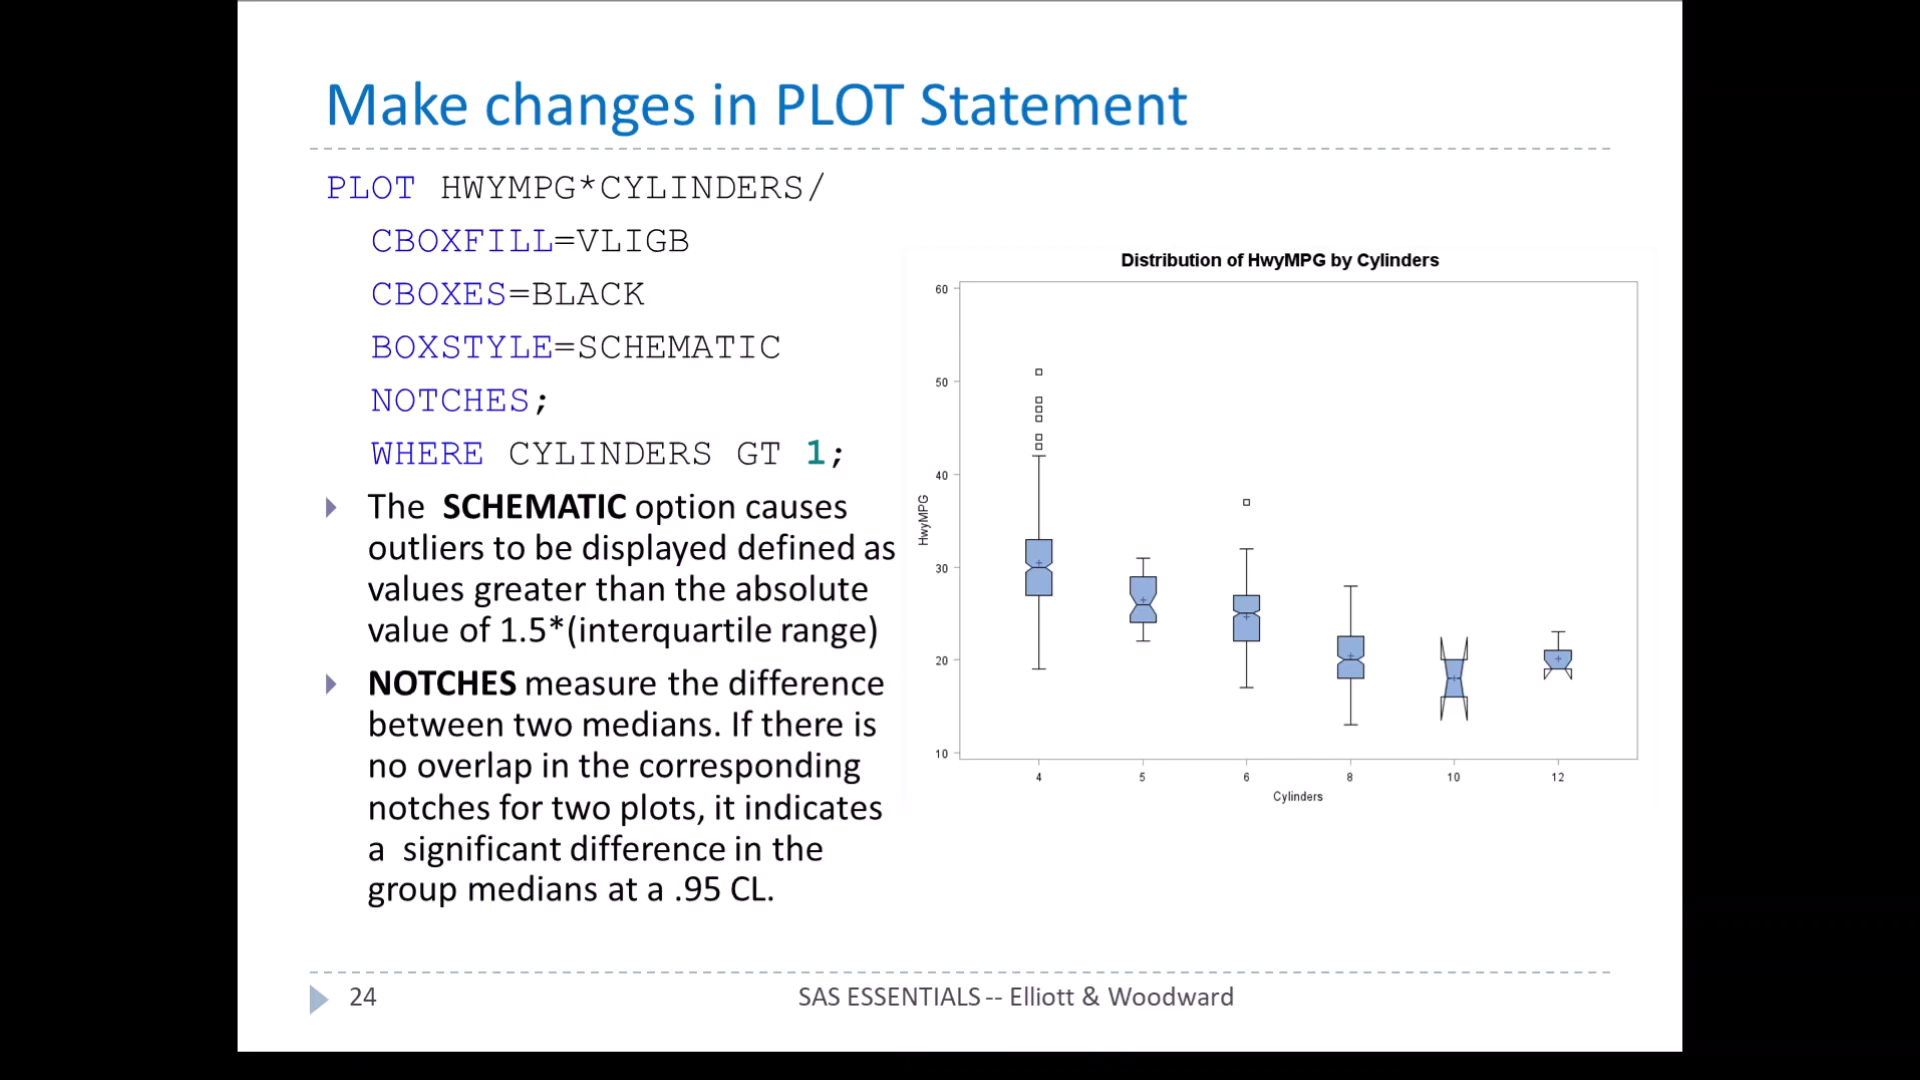 Make changes in PLOT Statement
PLOT HWYMPG*CYLINDERS/
CBOXFILL=VLIGB
CBOXES=BLACK
BOXSTYLE=SCHEMATIC
NOTCHES;
WHERE CYLINDERS GT 1;
The SCHEMATIC option causes
outliers to be displayed defined as
values greater than the absolute
value of 1.5*(interquartile range)
NOTCHES measure the difference
between two medians. If there is
no overlap in the corresponding
notches for two plots, it indicates
a significant difference in the
group medians at a .95 CL.
Distribution of HwyMPG by Cylinders
60
50
40
30
20
10
HwyMPG
4 5 6 8 10 12
Cylinders
24
SAS ESSENTIALS -- Elliott & Woodward